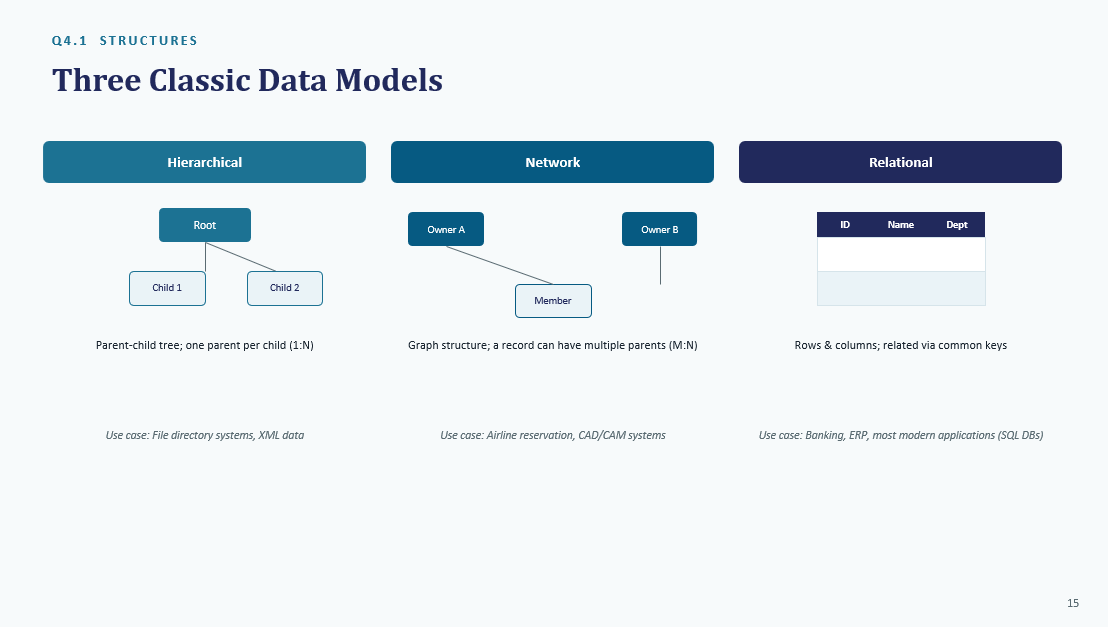 Q4.1 STRUCTURES
Three Classic Data Models
Hierarchical
Network
Relational
Root
Child 1
Child 2
Owner A
Owner B
Member
ID Name Dept
Parent-child tree; one parent per child (1:N)
Graph structure; a record can have multiple parents (M:N)
Rows & columns; related via common keys
Use case: File directory systems, XML data
Use case: Airline reservation, CAD/CAM systems
Use case: Banking, ERP, most modern applications (SQL DBs)
15